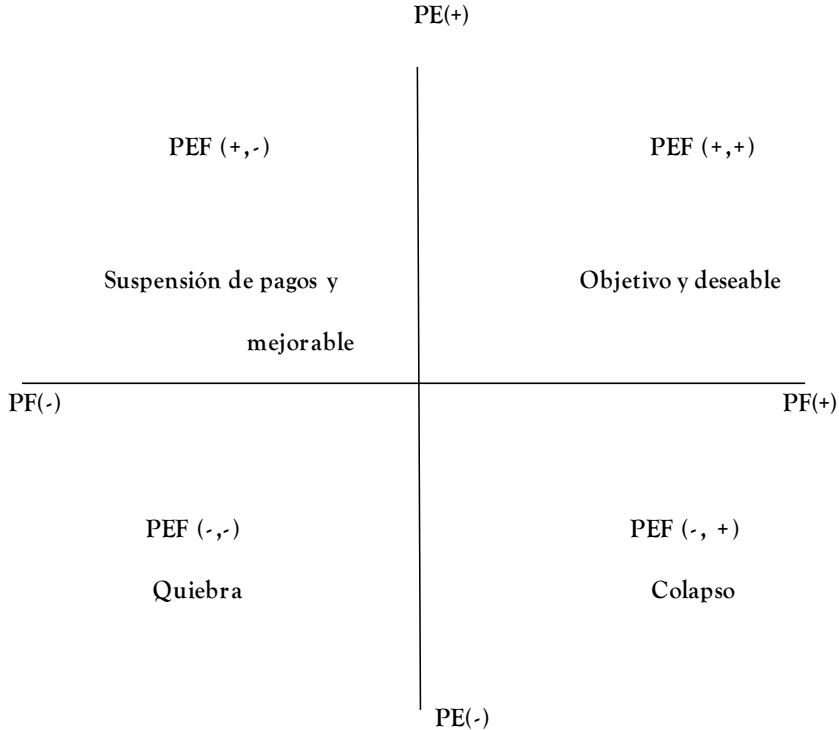 PE(+)
PEF (+,-)
PEF (+,+)
Suspensión de pagos y
mejorable
Objetivo y deseable
PF(-)
PF(+)
PEF (-,-)
Quiebra
PEF (-, +)
Colapso
PE(-)